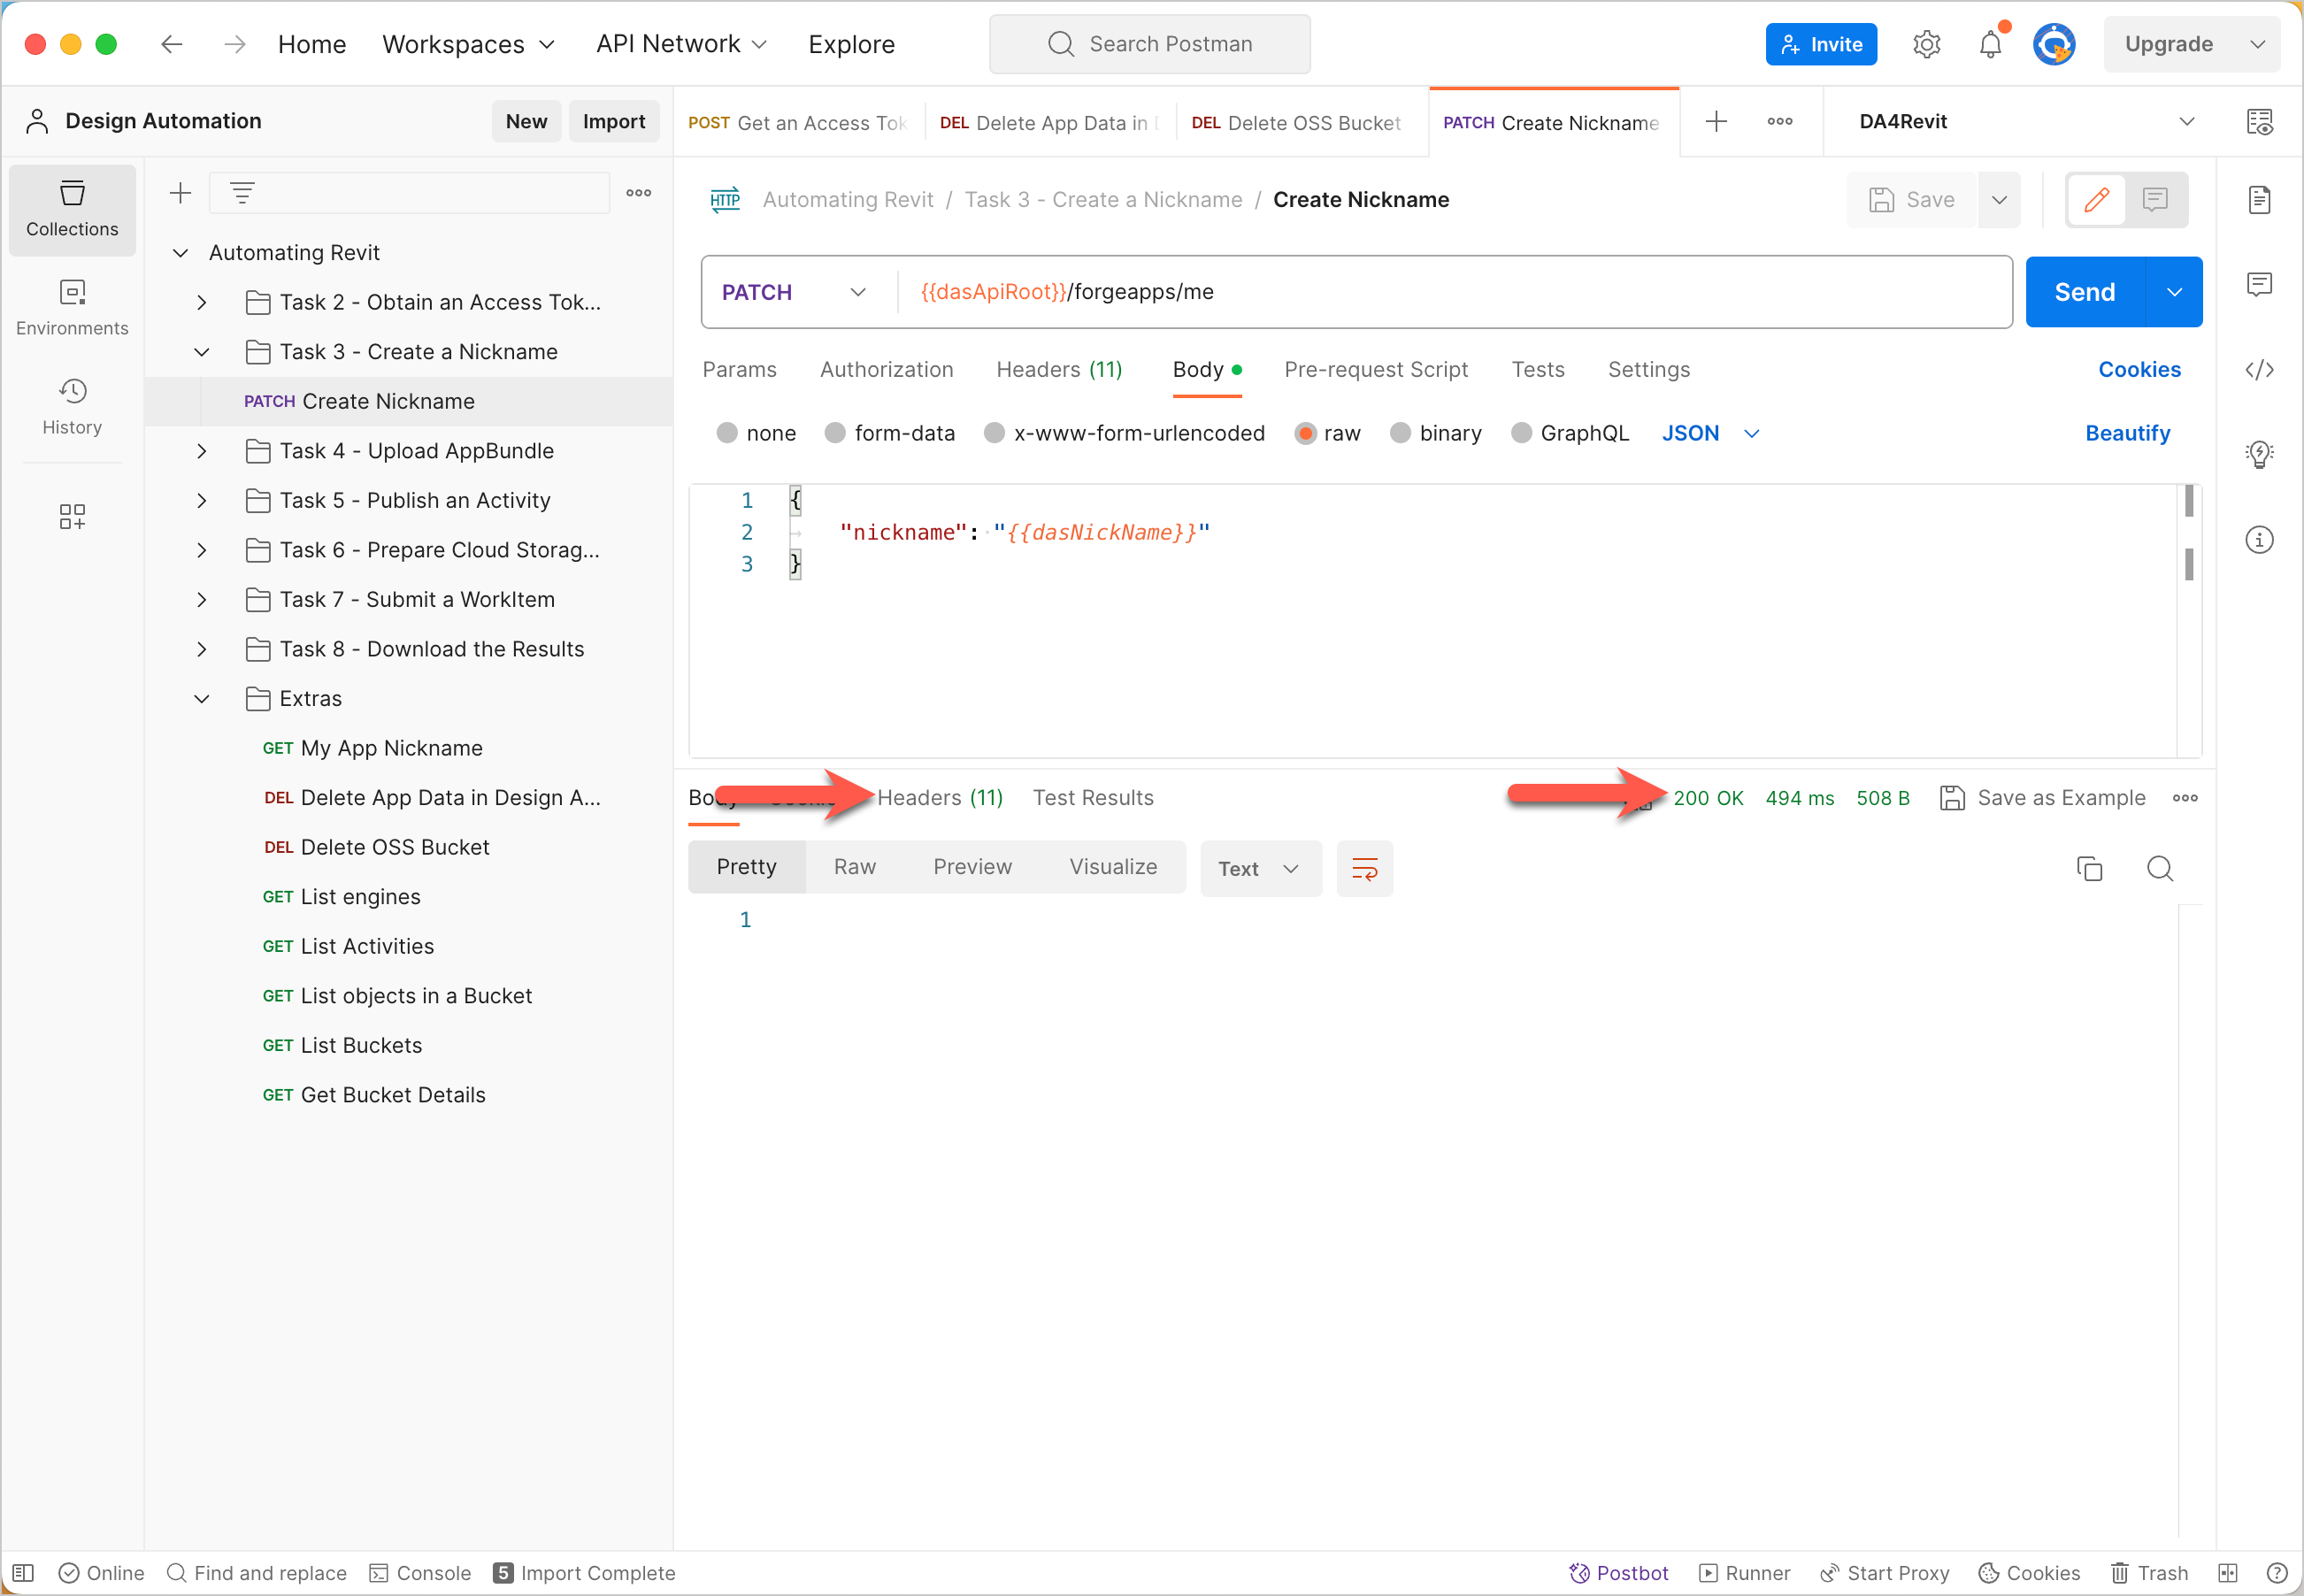 Home Workspaces API Network Explore Search Postman Invite Upgrade
Design Automation New Import
POST Get an Access Tok DEL Delete App Data in DEL Delete OSS Bucket PATCH Create Nickname DA4Revit
Collections
Environments
History
Automating Revit
Task 2 - Obtain an Access Tok...
Task 3 - Create a Nickname
PATCH Create Nickname
Task 4 - Upload AppBundle
Task 5 - Publish an Activity
Task 6 - Prepare Cloud Storag...
Task 7 - Submit a WorkItem
Task 8 - Download the Results
Extras
GET My App Nickname
DEL Delete App Data in Design A...
DEL Delete OSS Bucket
GET List engines
GET List Activities
GET List objects in a Bucket
GET List Buckets
GET Get Bucket Details
HTTP Automating Revit / Task 3 - Create a Nickname / Create Nickname Save
PATCH {{dasApiRoot}}/forgeapps/me Send
Params Authorization Headers (11) Body Pre-request Script Tests Settings Cookies
none form-data x-www-form-urlencoded raw binary GraphQL JSON Beautify
1 {
2 "nickname": "{{dasNickName}}"
3 }
Body Headers (11) Test Results 200 OK 494 ms 508 B Save as Example
Pretty Raw Preview Visualize Text
1
Online Find and replace Console 5 Import Complete Postbot Runner Start Proxy Cookies Trash